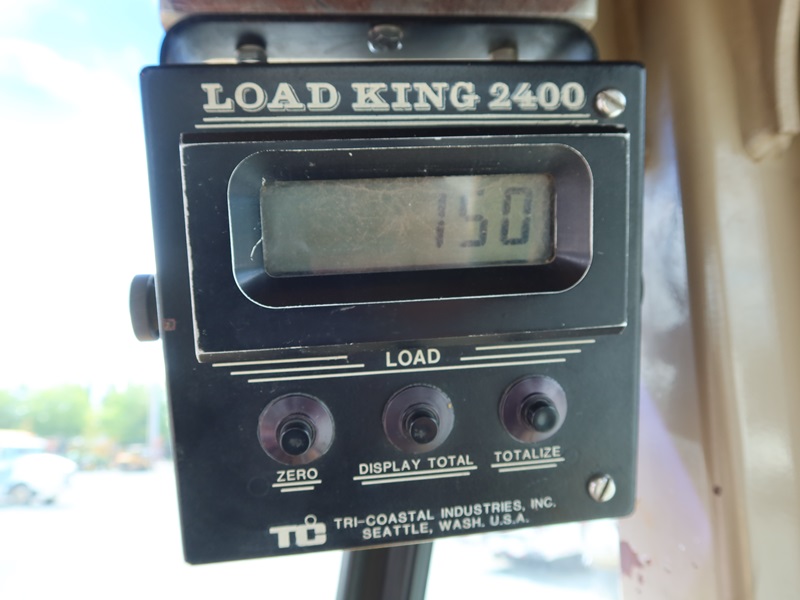 LOAD KING 2400
150
LOAD
ZERO
DISPLAY TOTAL
TOTALIZE
TC
TRI-COASTAL INDUSTRIES, INC.
SEATTLE, WASH. U.S.A.